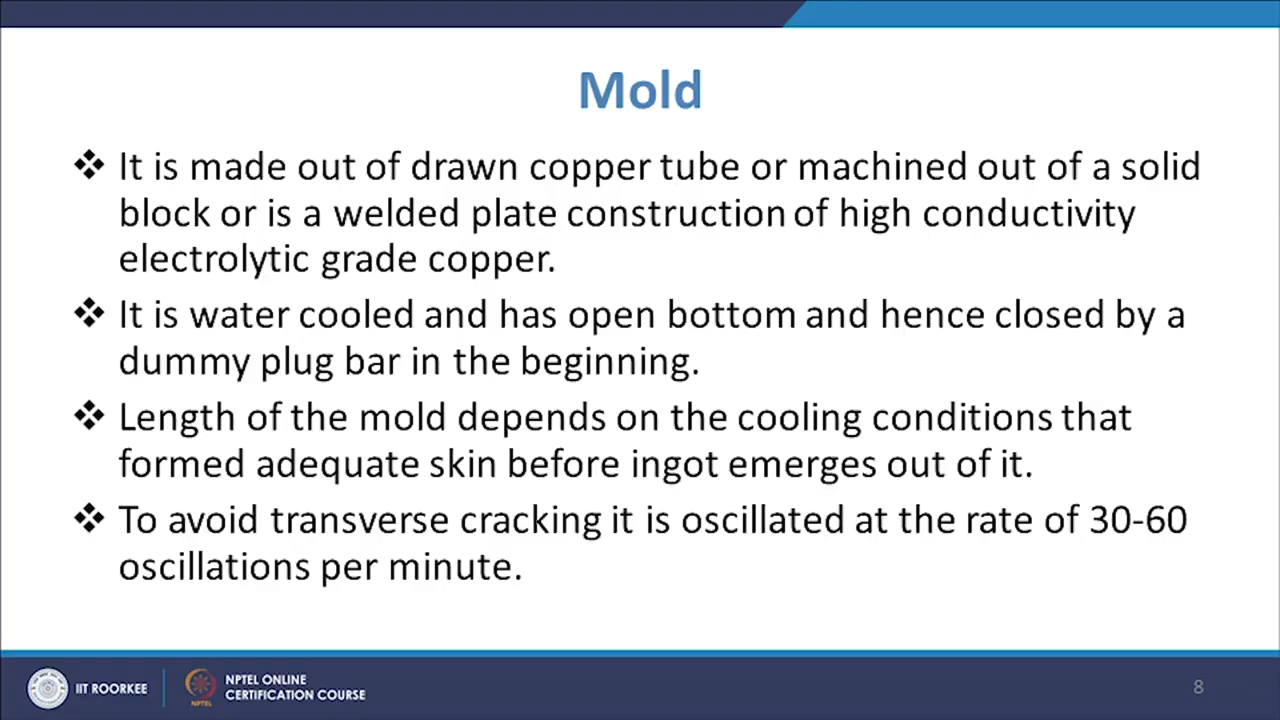 Mold
❖ It is made out of drawn copper tube or machined out of a solid
block or is a welded plate construction of high conductivity
electrolytic grade copper.
❖ It is water cooled and has open bottom and hence closed by a
dummy plug bar in the beginning.
❖ Length of the mold depends on the cooling conditions that
formed adequate skin before ingot emerges out of it.
❖ To avoid transverse cracking it is oscillated at the rate of 30-60
oscillations per minute.
IIT ROORKEE
NPTEL
NPTEL ONLINE
CERTIFICATION COURSE
8